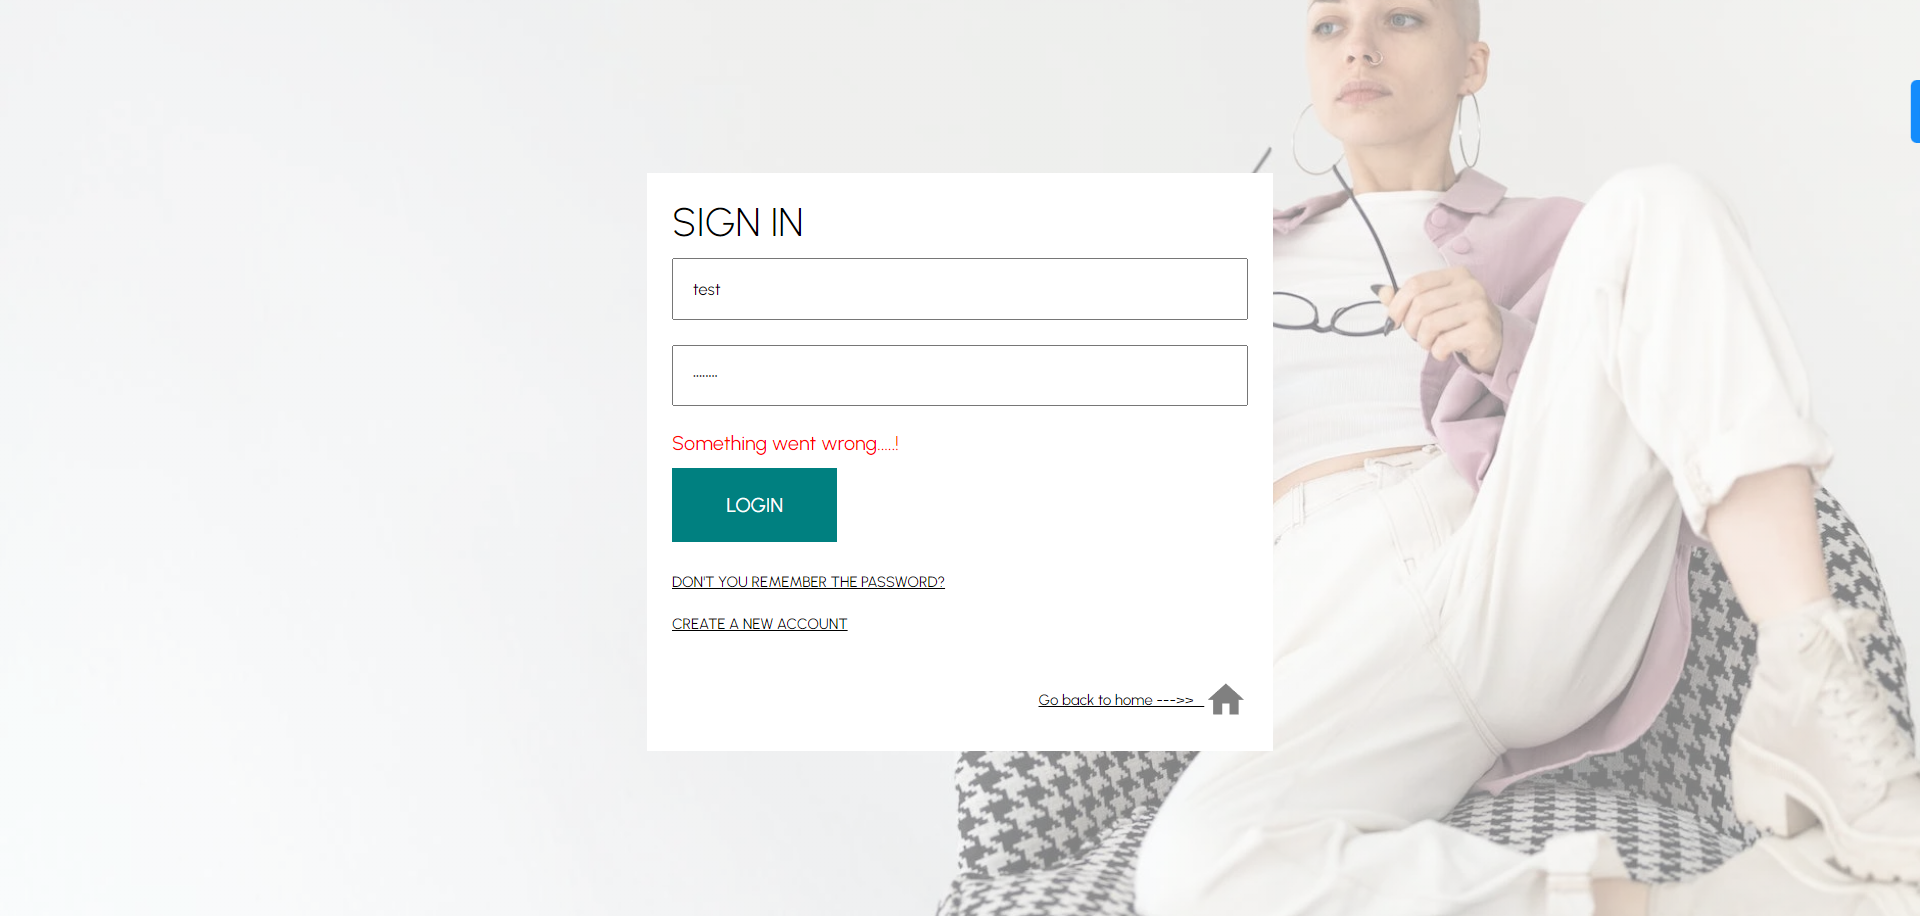 SIGN IN
test
········
Something went wrong.....!
LOGIN
DON'T YOU REMEMBER THE PASSWORD?
CREATE A NEW ACCOUNT
Go back to home --->>